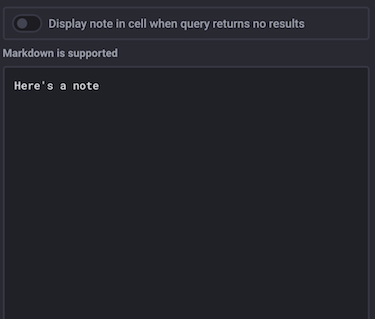 Display note in cell when query returns no results
Markdown is supported
Here's a note